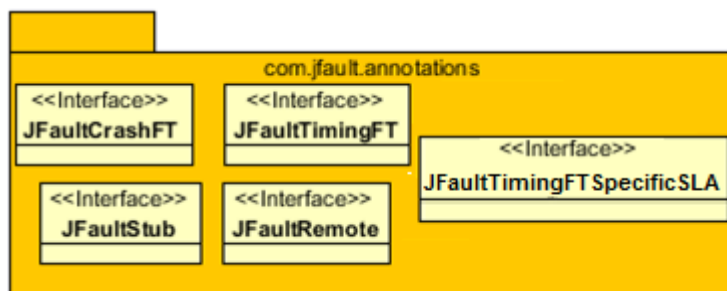 com.jfault.annotations
<<Interface>>
JFaultCrashFT
<<Interface>>
JFaultTimingFT
<<Interface>>
JFaultTimingFTSpecificSLA
<<Interface>>
JFaultStub
<<Interface>>
JFaultRemote